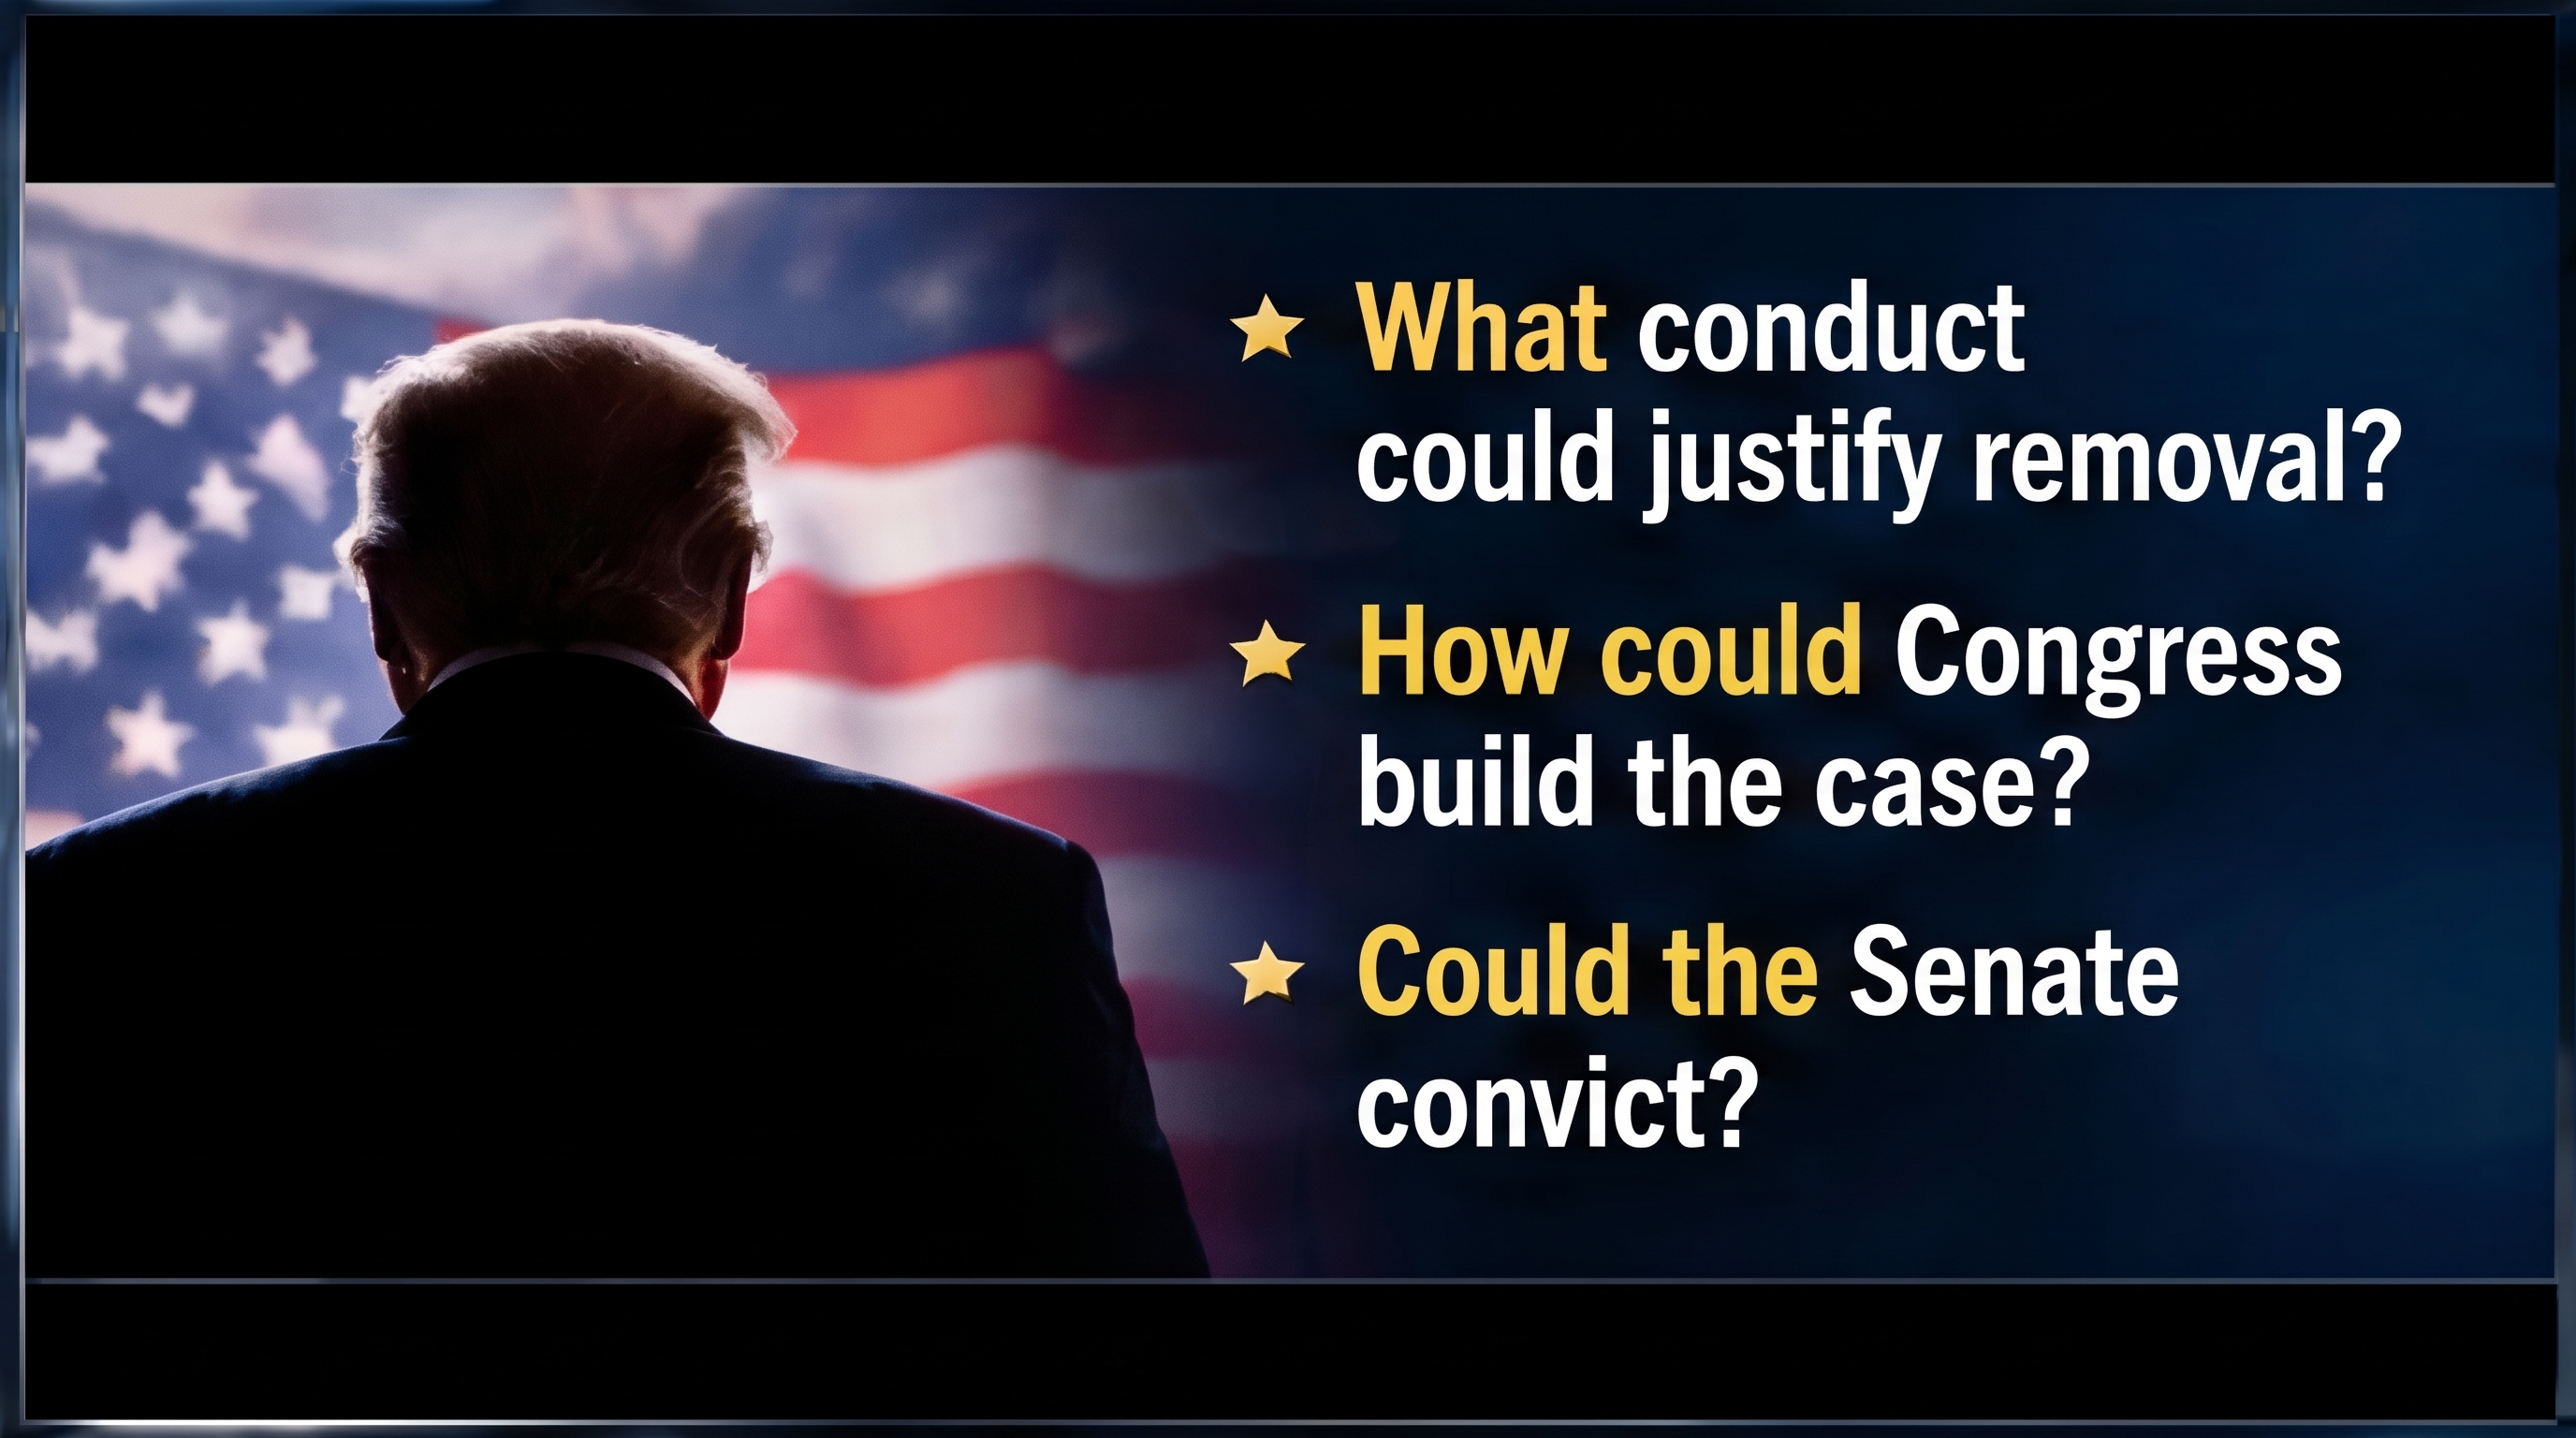 What conduct
could justify removal?
How could Congress
build the case?
Could the Senate
convict?